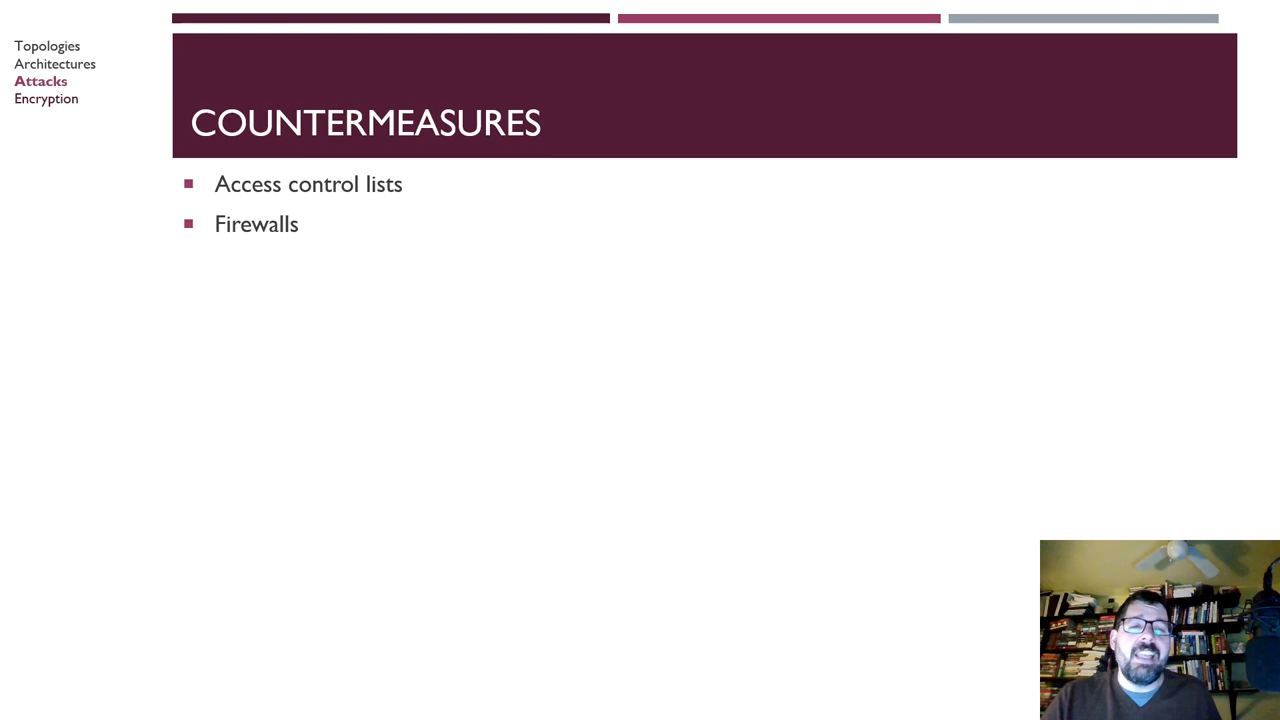 Topologies
Architectures
Attacks
Encryption
COUNTERMEASURES
Access control lists
Firewalls